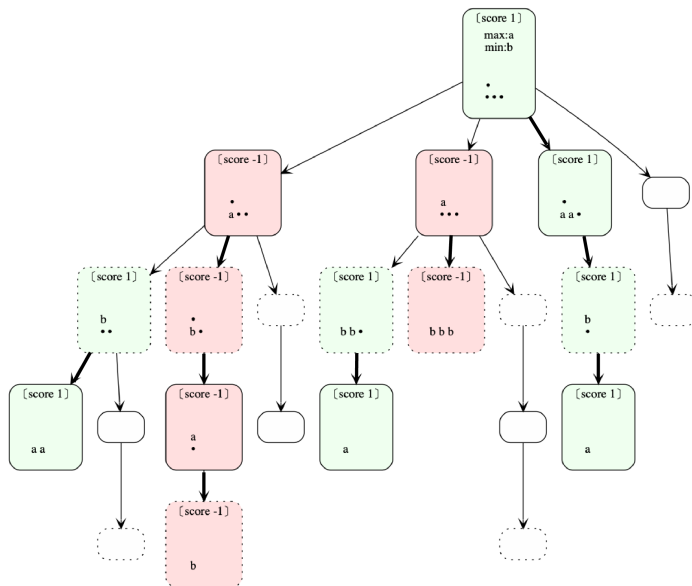 〔score 1〕
max:a
min:b
•
• • •
〔score -1〕
•
a • •
〔score -1〕
a
• • •
〔score 1〕
•
a a •
〔score 1〕
b
• •
〔score -1〕
•
b •
〔score 1〕
b b •
〔score -1〕
b b b
〔score 1〕
b
•
〔score 1〕
a a
〔score -1〕
a
•
〔score 1〕
a
〔score 1〕
a
〔score -1〕
b